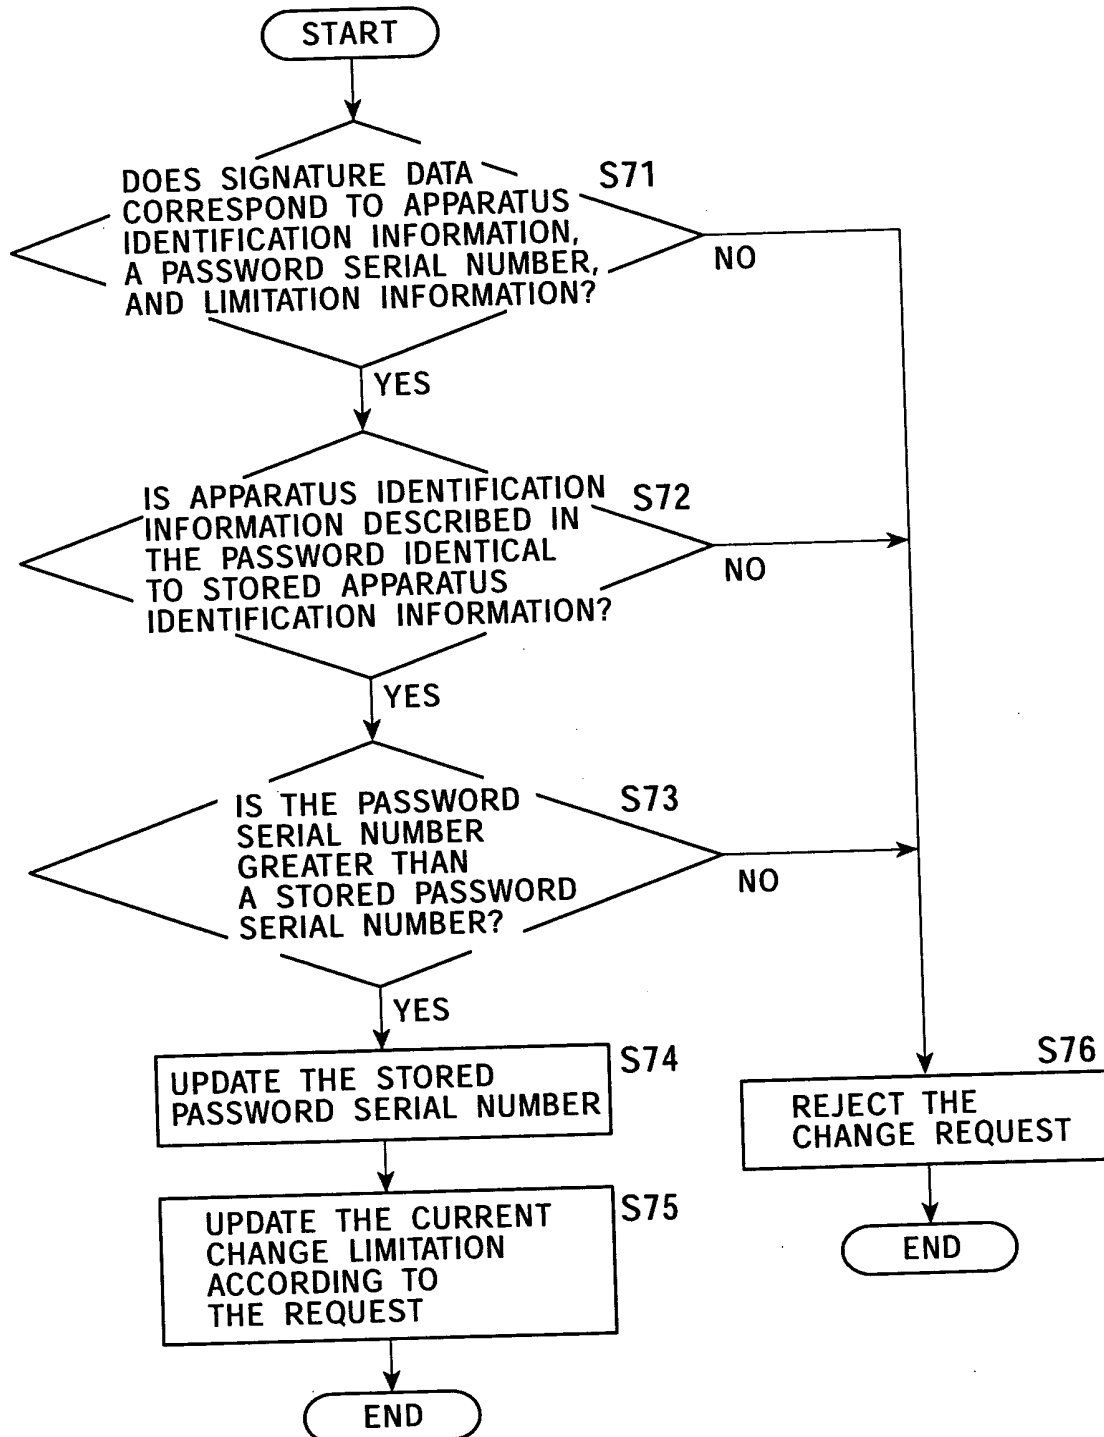 START
DOES SIGNATURE DATA
CORRESPOND TO APPARATUS
IDENTIFICATION INFORMATION,
A PASSWORD SERIAL NUMBER,
AND LIMITATION INFORMATION?
S71
NO
YES
IS APPARATUS IDENTIFICATION
INFORMATION DESCRIBED IN
THE PASSWORD IDENTICAL
TO STORED APPARATUS
IDENTIFICATION INFORMATION?
S72
NO
YES
IS THE PASSWORD
SERIAL NUMBER
GREATER THAN
A STORED PASSWORD
SERIAL NUMBER?
S73
NO
YES
UPDATE THE STORED
PASSWORD SERIAL NUMBER
S74
S76
REJECT THE
CHANGE REQUEST
UPDATE THE CURRENT
CHANGE LIMITATION
ACCORDING TO
THE REQUEST
S75
END
END